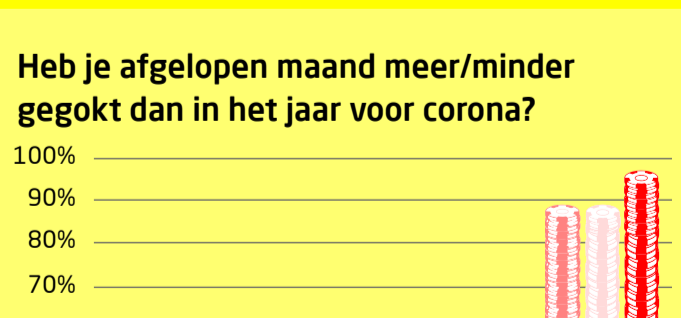 Heb je afgelopen maand meer/minder
gegokt dan in het jaar voor corona?
100%
90%
80%
70%